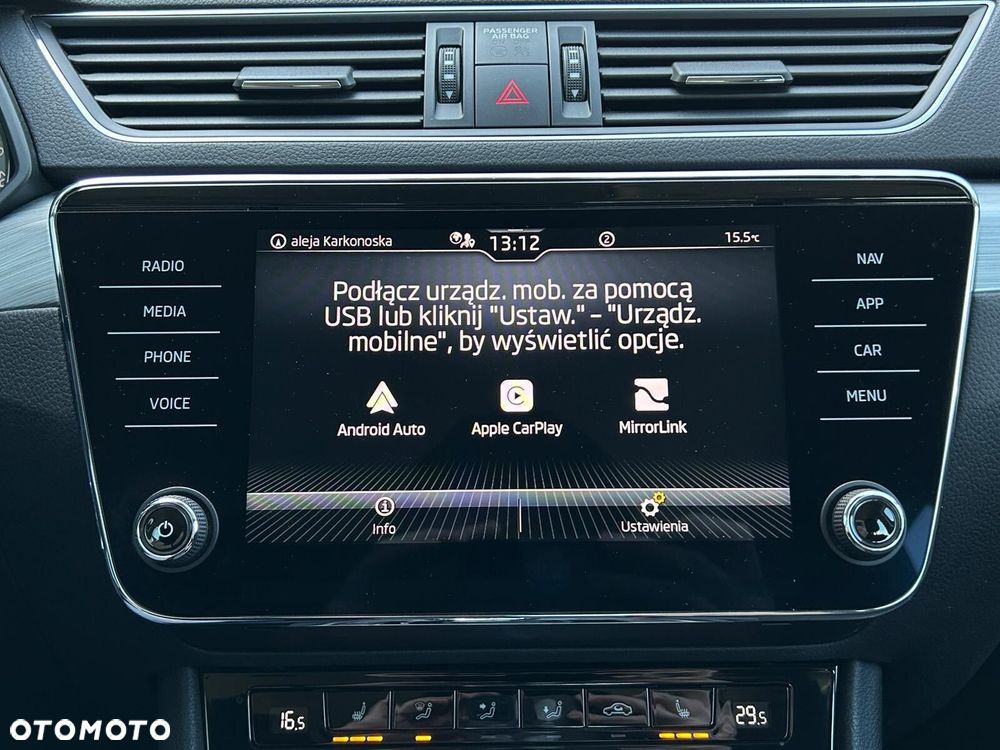 PASSENGER
AIR BAG
aleja Karkonoska
13:12
2
15.5°C
RADIO
MEDIA
PHONE
VOICE
NAV
APP
CAR
MENU
Podłącz urządz. mob. za pomocą
USB lub kliknij "Ustaw." – "Urządz.
mobilne", by wyświetlić opcje.
Android Auto
Apple CarPlay
MirrorLink
Info
Ustawienia
16.5
29.5
OTOMOTO